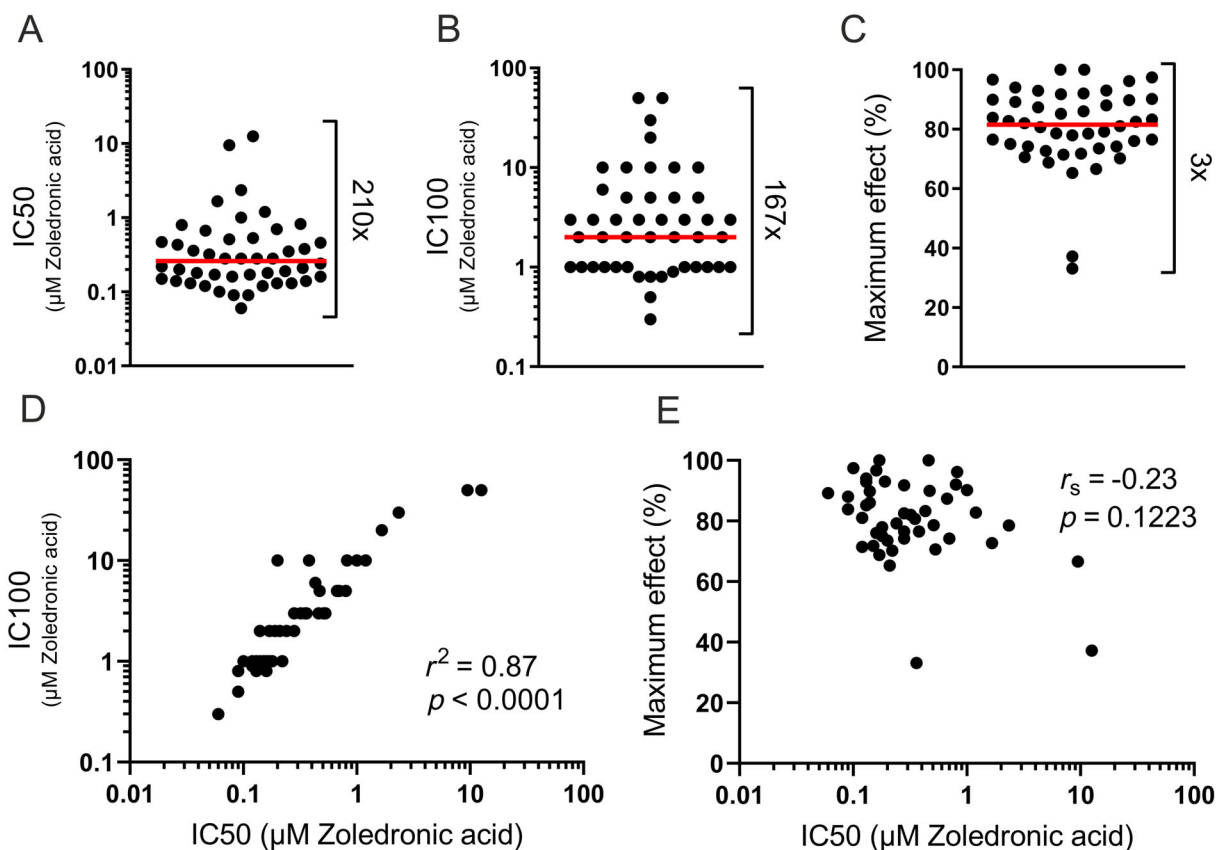 A
IC50
(µM Zoledronic acid)
100
10
1
0.1
0.01
210x
B
IC100
(µM Zoledronic acid)
100
10
1
0.1
167x
C
Maximum effect (%)
100
80
60
40
20
0
3x
D
IC100
(µM Zoledronic acid)
100
10
1
0.1
r² = 0.87
p < 0.0001
0.01
0.1
1
10
100
IC50 (µM Zoledronic acid)
E
Maximum effect (%)
100
80
60
40
20
0
rs = -0.23
p = 0.1223
0.01
0.1
1
10
100
IC50 (µM Zoledronic acid)